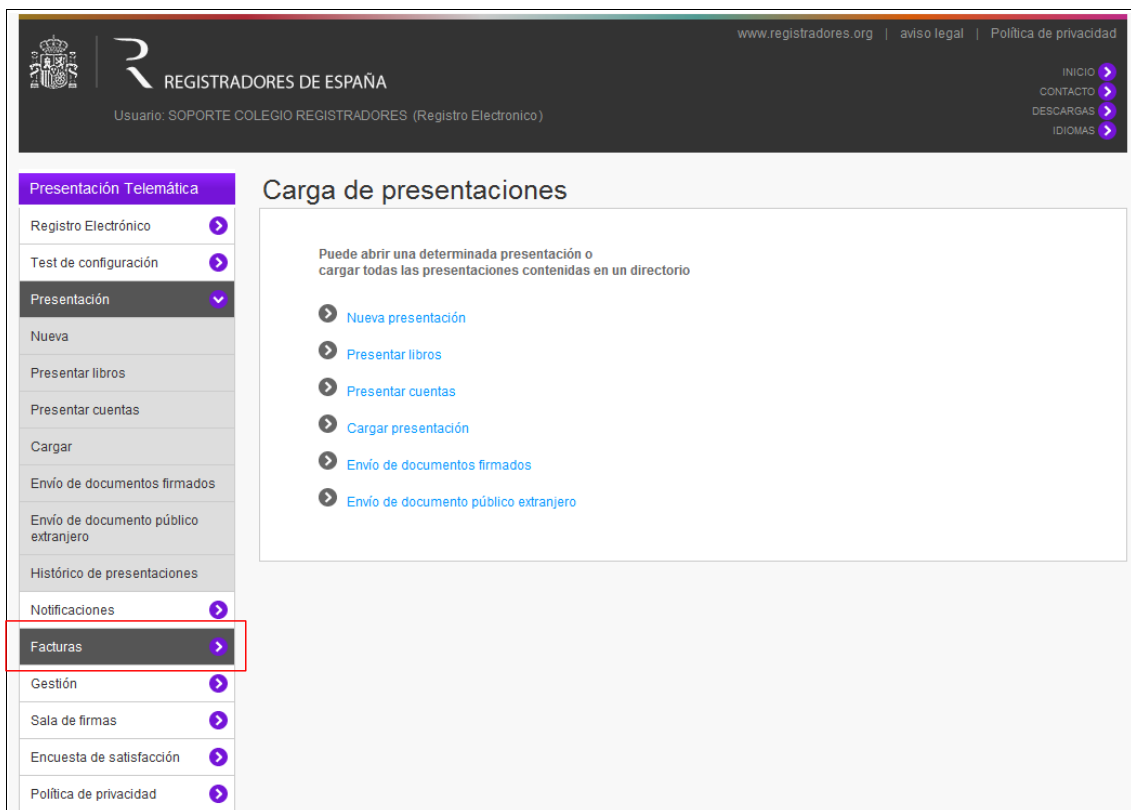 www.registradores.org | aviso legal | Política de privacidad
REGISTRADORES DE ESPAÑA
Usuario: SOPORTE COLEGIO REGISTRADORES (Registro Electronico)
INICIO
CONTACTO
DESCARGAS
IDIOMAS
Presentación Telemática
Registro Electrónico
Test de configuración
Presentación
Nueva
Presentar libros
Presentar cuentas
Cargar
Envío de documentos firmados
Envío de documento público
extranjero
Histórico de presentaciones
Notificaciones
Facturas
Gestión
Sala de firmas
Encuesta de satisfacción
Política de privacidad
Carga de presentaciones
Puede abrir una determinada presentación o
cargar todas las presentaciones contenidas en un directorio
Nueva presentación
Presentar libros
Presentar cuentas
Cargar presentación
Envío de documentos firmados
Envío de documento público extranjero